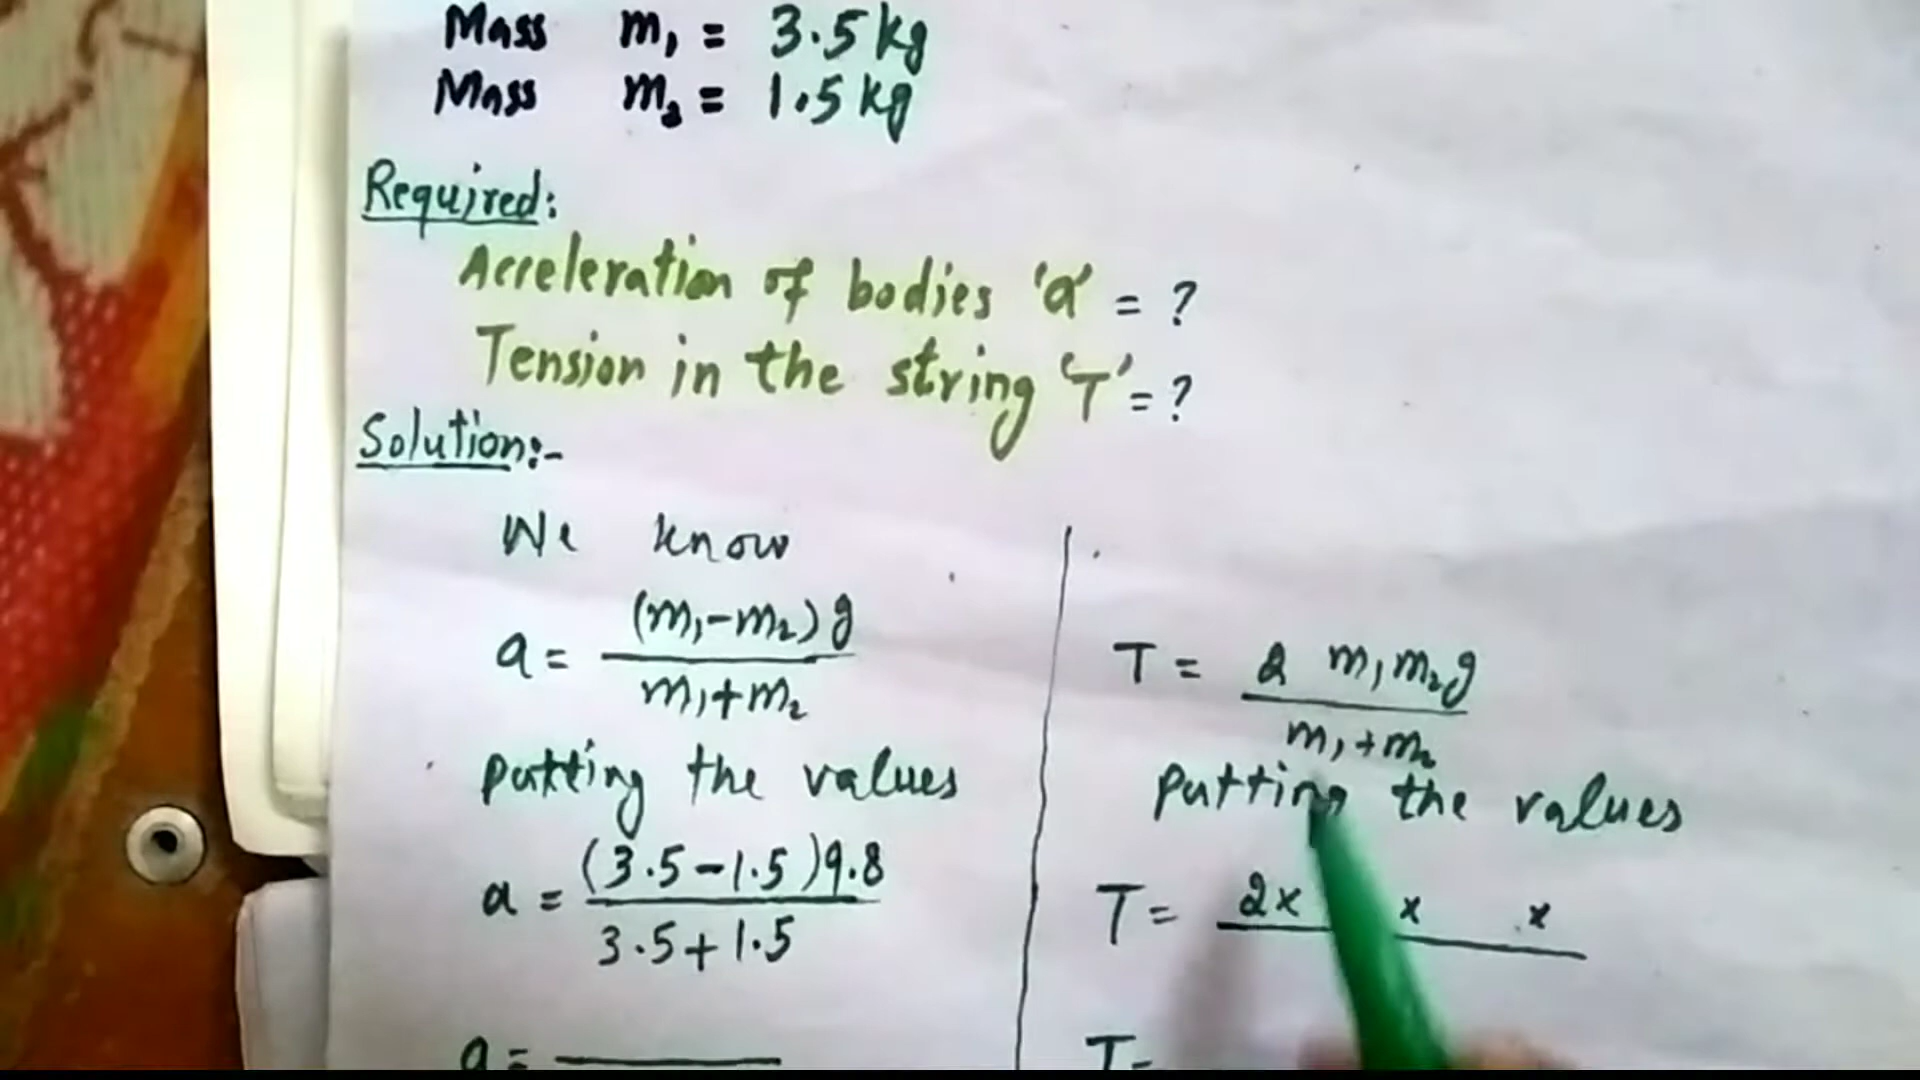 Mass m₁ = 3.5 kg
Mass m₂ = 1.5 kg
Required:
Acceleration of bodies 'a' = ?
Tension in the string 'T' = ?
Solution:-
We know
a = (m₁-m₂) g / m₁+m₂
putting the values
a = (3.5-1.5)9.8 / 3.5+1.5
a =
T = 2 m₁m₂g / m₁+m₂
putting the values
T = 2x x x
T =